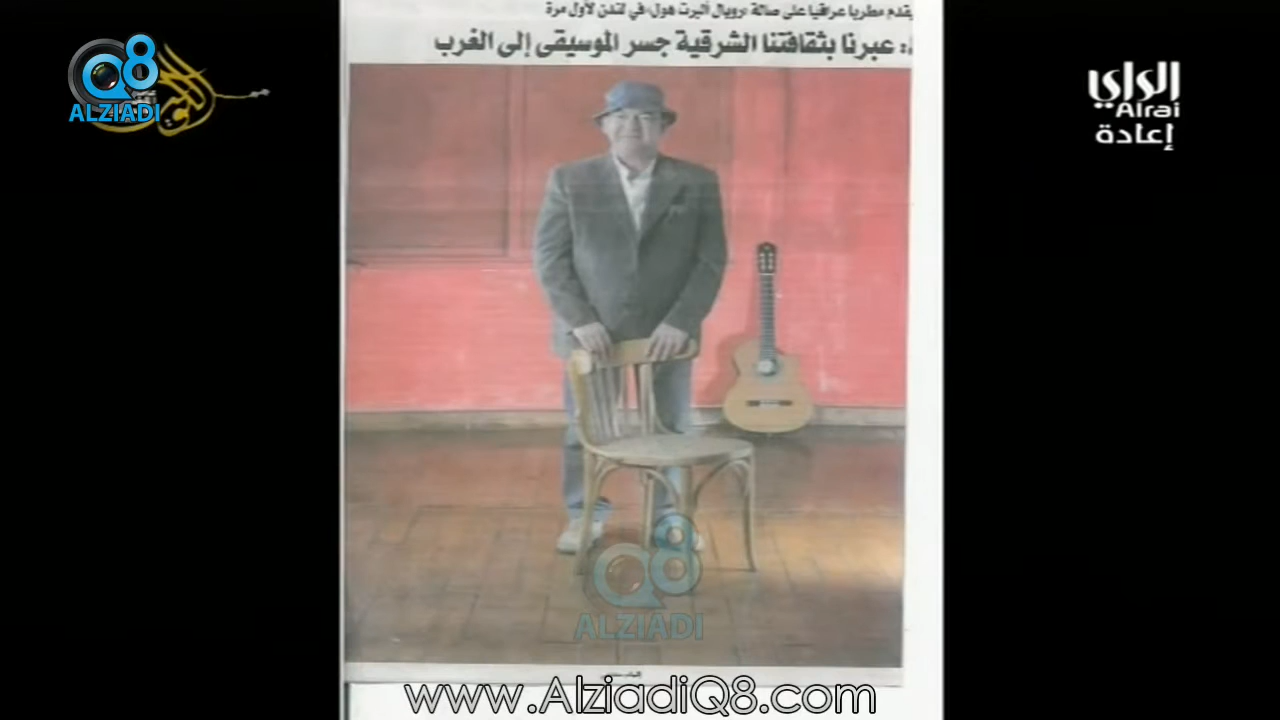 يقدم مطربا عراقيا على صالة «رويال ألبرت هول» في لندن لأول مرة
: عبرنا بثقافتنا الشرقية جسر الموسيقى إلى الغرب
Q8
ALZIADI
الكويت
الراي
Alrai
إعادة
Q8
ALZIADI
www.AlziadiQ8.com